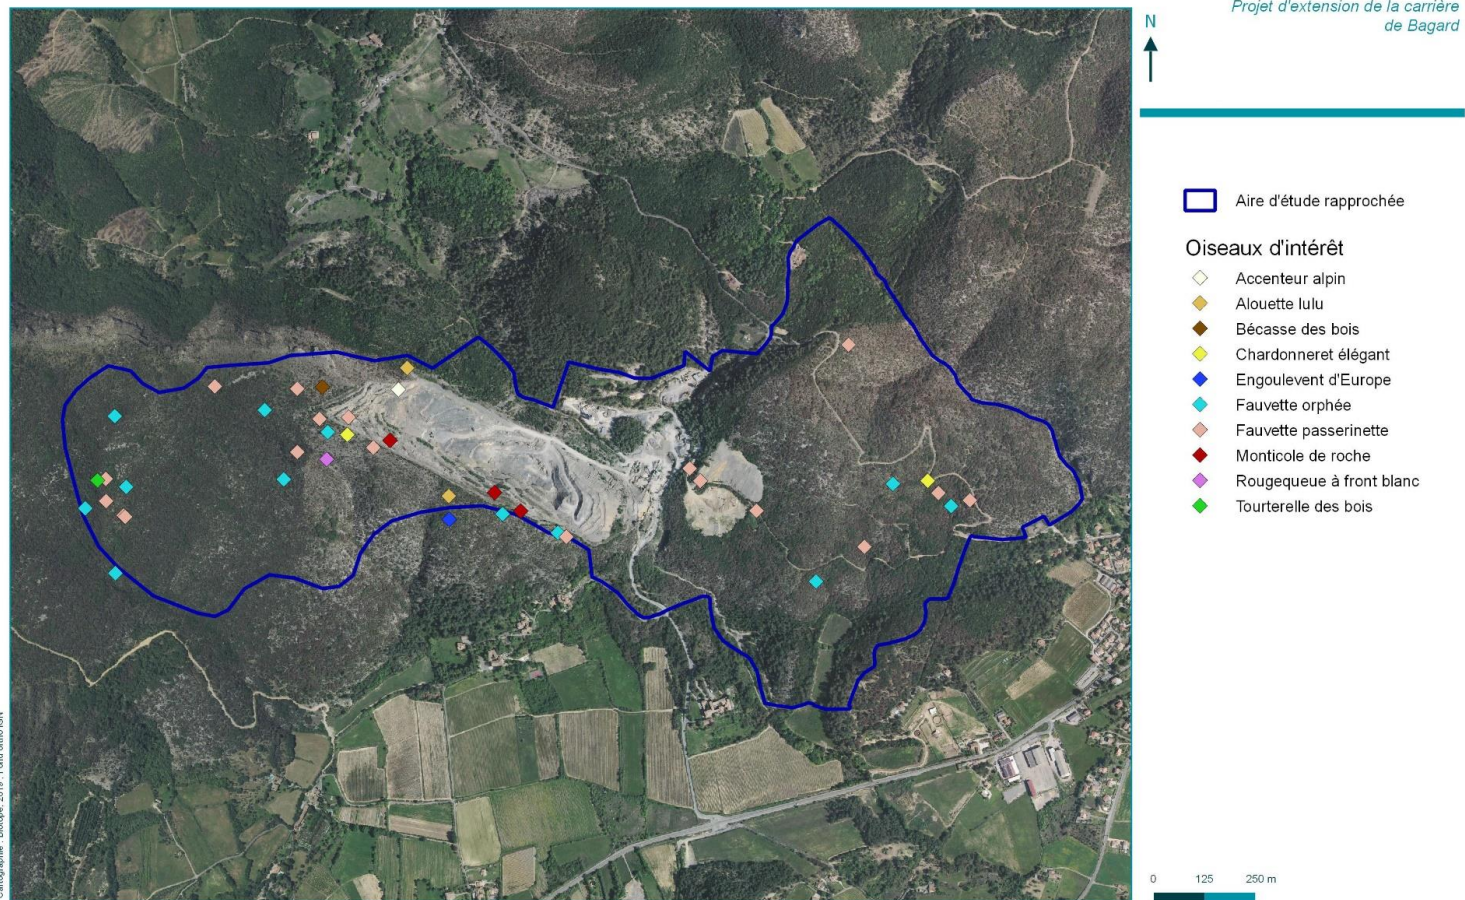 Projet d'extension de la carrière
de Bagard
N
Aire d'étude rapprochée
Oiseaux d'intérêt
Accenteur alpin
Alouette lulu
Bécasse des bois
Chardonneret élégant
Engoulevent d'Europe
Fauvette orphée
Fauvette passerinette
Monticole de roche
Rougequeue à front blanc
Tourterelle des bois
0 125 250 m